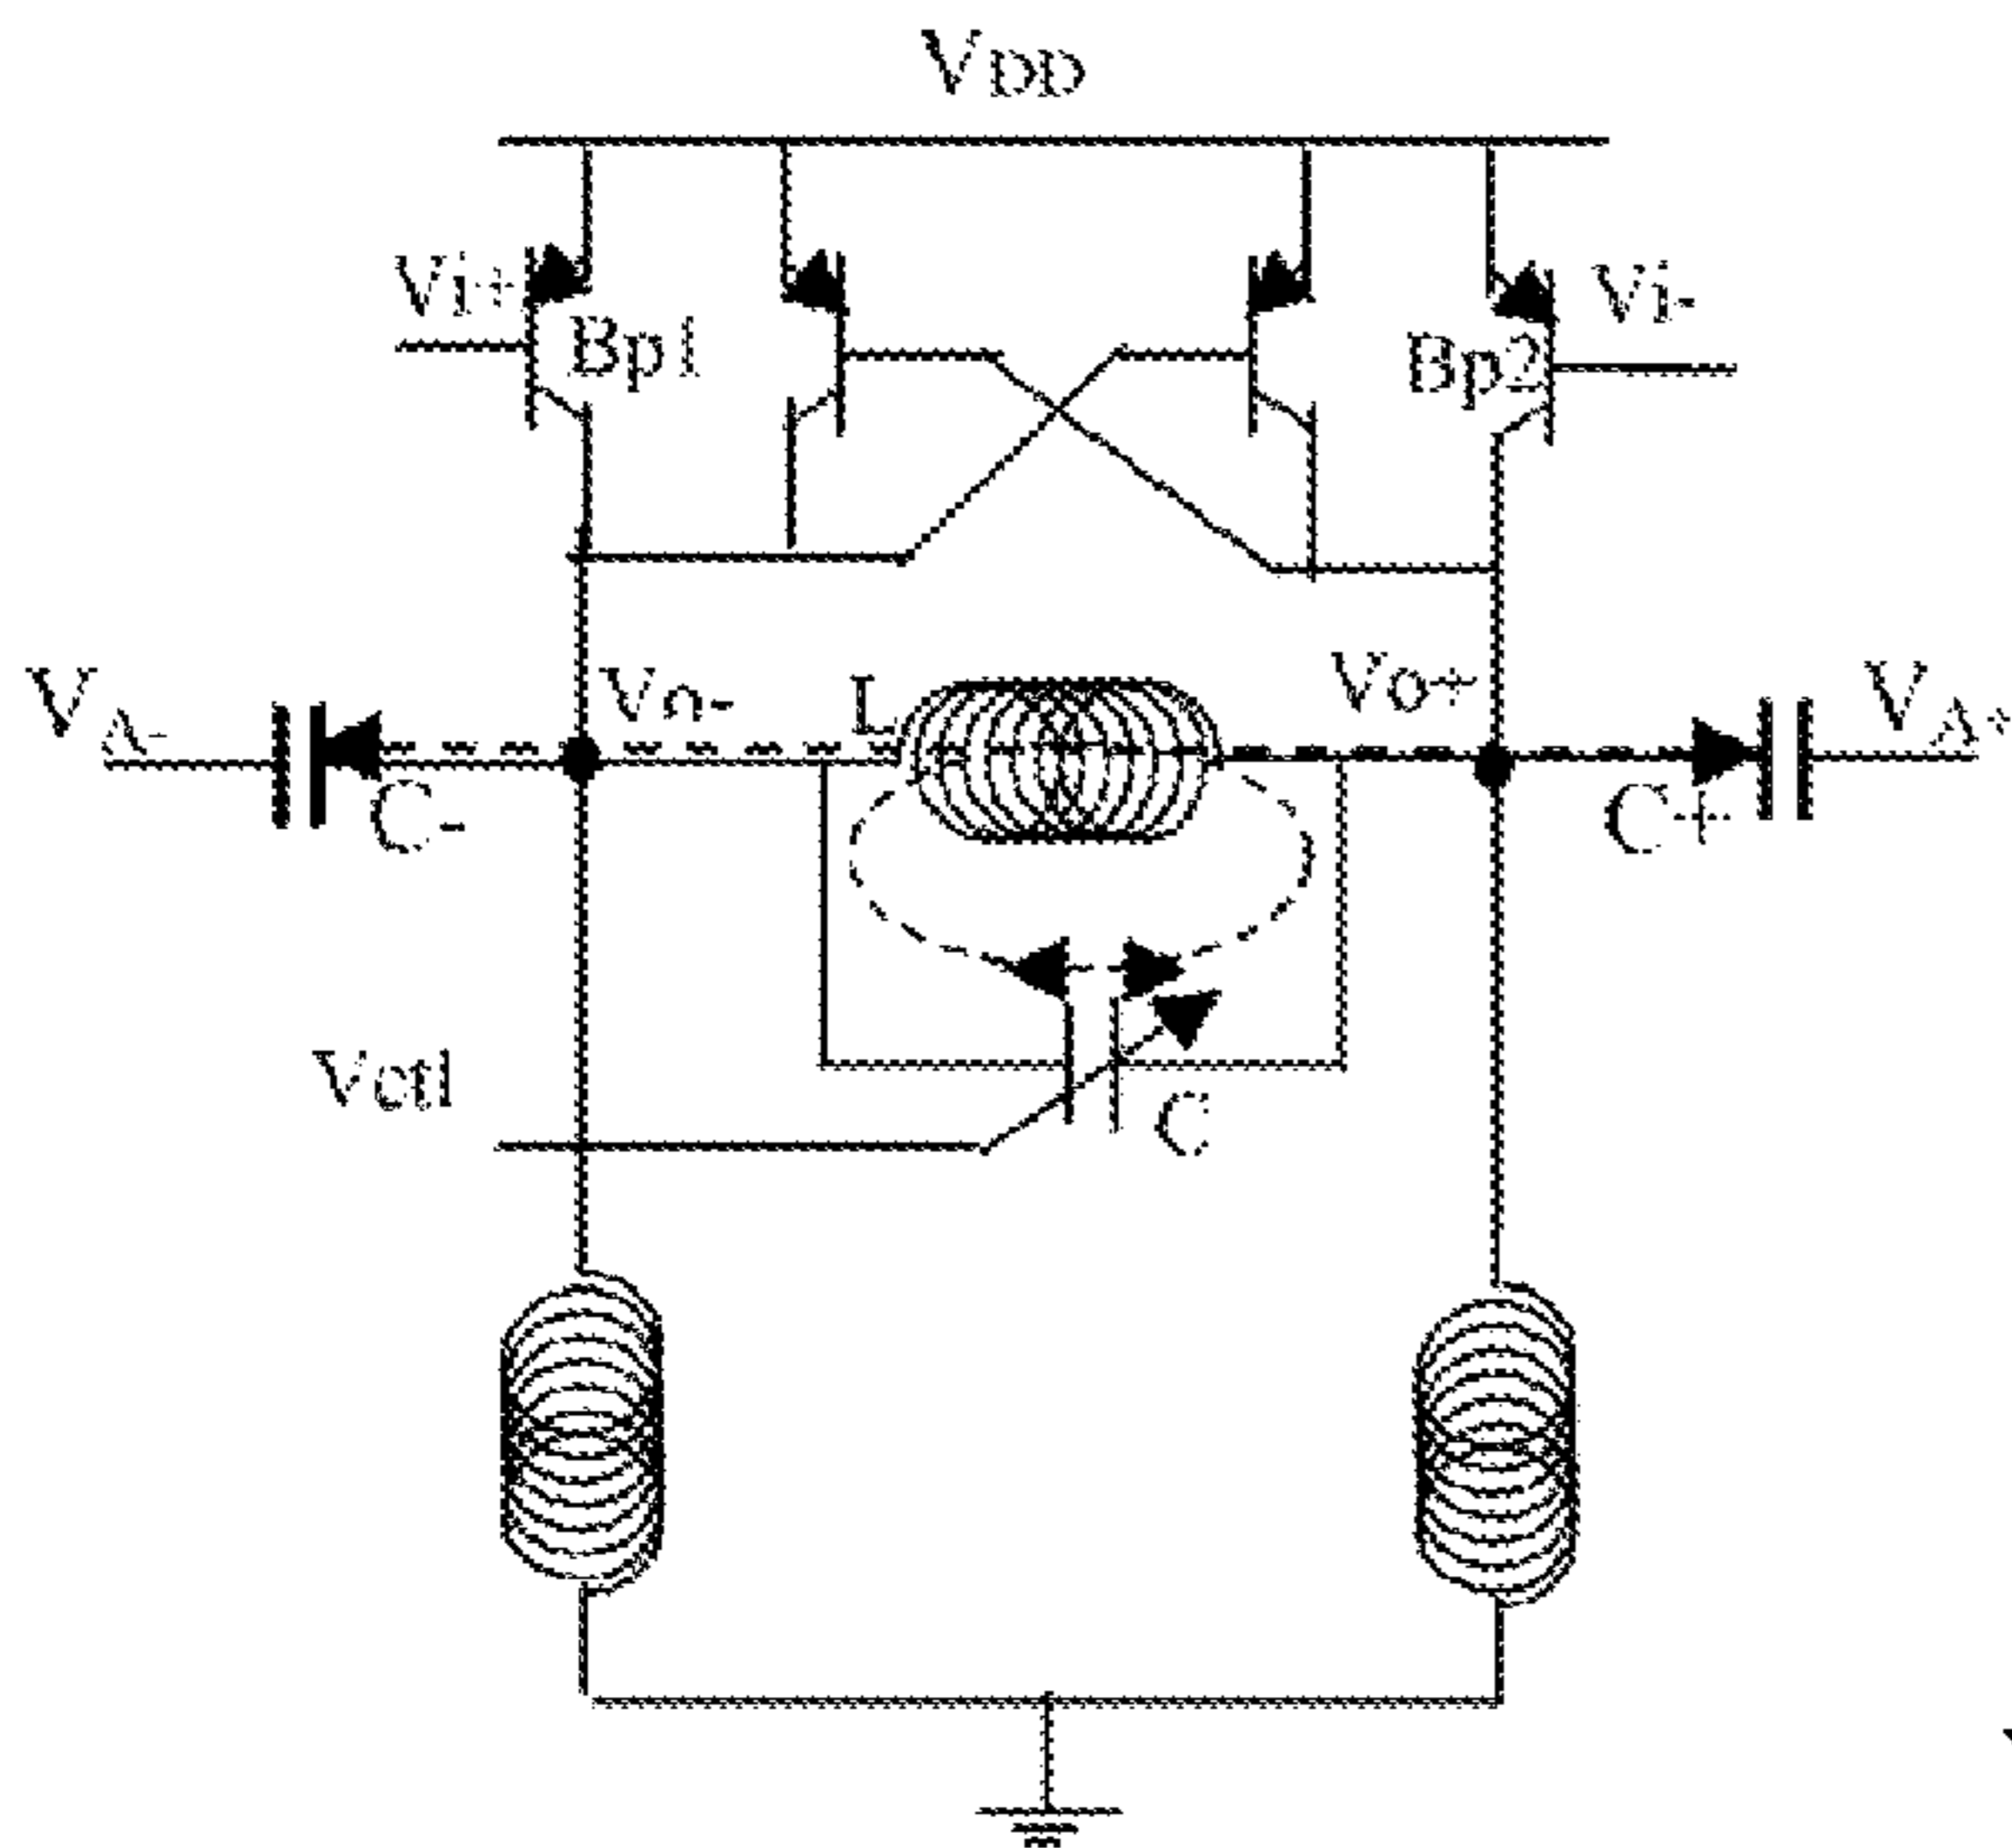 VDD
Vi+
Vi-
Bp1
Bp2
VA-
Vo-
L
Vo+
VA+
C-
C+
Vctl
C